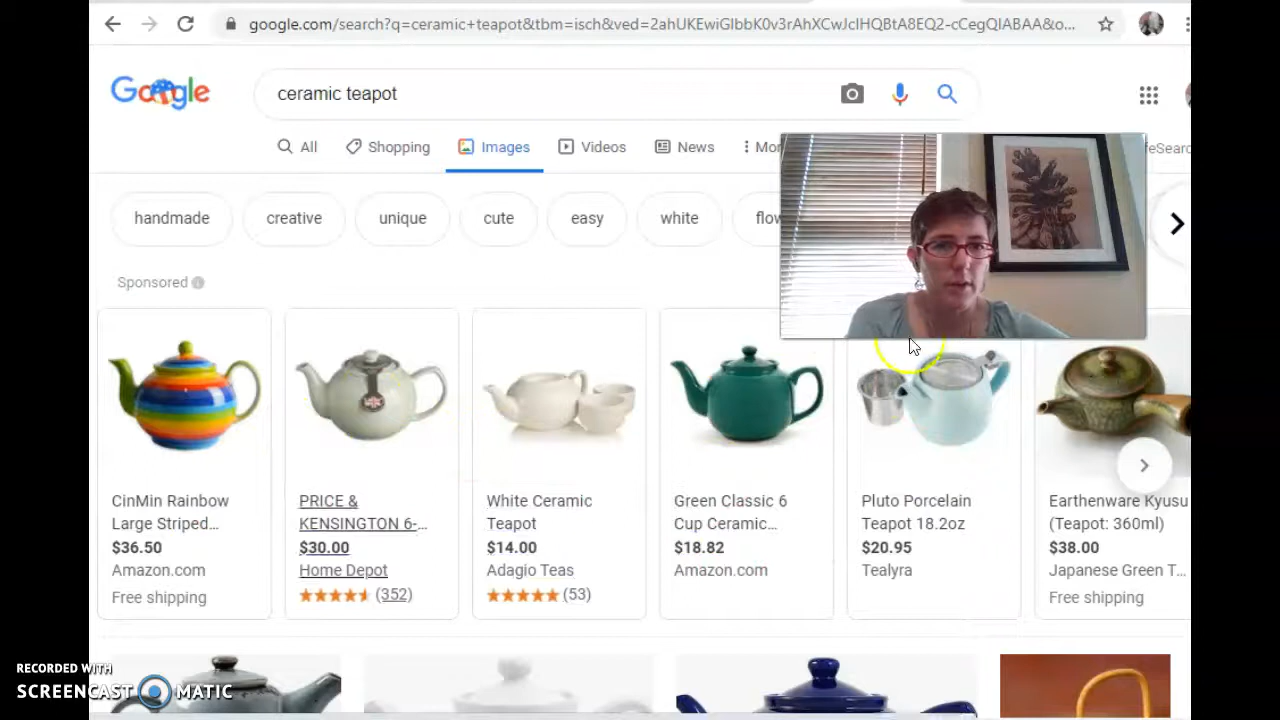 google.com/search?q=ceramic+teapot&tbm=isch&ved=2ahUKEwiGlbbK0v3rAhXCwJcIHQBtA8EQ2-cCegQIABAA&o...
Google
ceramic teapot
All
Shopping
Images
Videos
News
handmade
creative
unique
cute
easy
white
Sponsored
CinMin Rainbow
Large Striped...
$36.50
Amazon.com
Free shipping
PRICE &
KENSINGTON 6-...
$30.00
Home Depot
(352)
White Ceramic
Teapot
$14.00
Adagio Teas
(53)
Green Classic 6
Cup Ceramic...
$18.82
Amazon.com
Pluto Porcelain
Teapot 18.2oz
$20.95
Tealyra
Earthenware Kyusu
(Teapot: 360ml)
$38.00
Japanese Green T...
Free shipping
RECORDED WITH
SCREENCAST MATIC